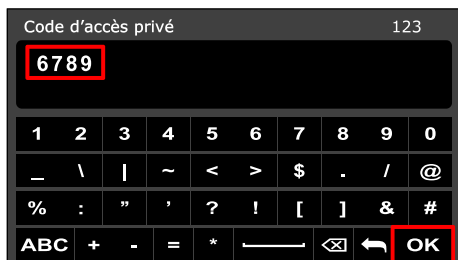 Code d'accès privé 123
6789
1 2 3 4 5 6 7 8 9 0
_ \ | ~ < > $ . / @
% : " ' ? ! [ ] & #
ABC + - = * OK